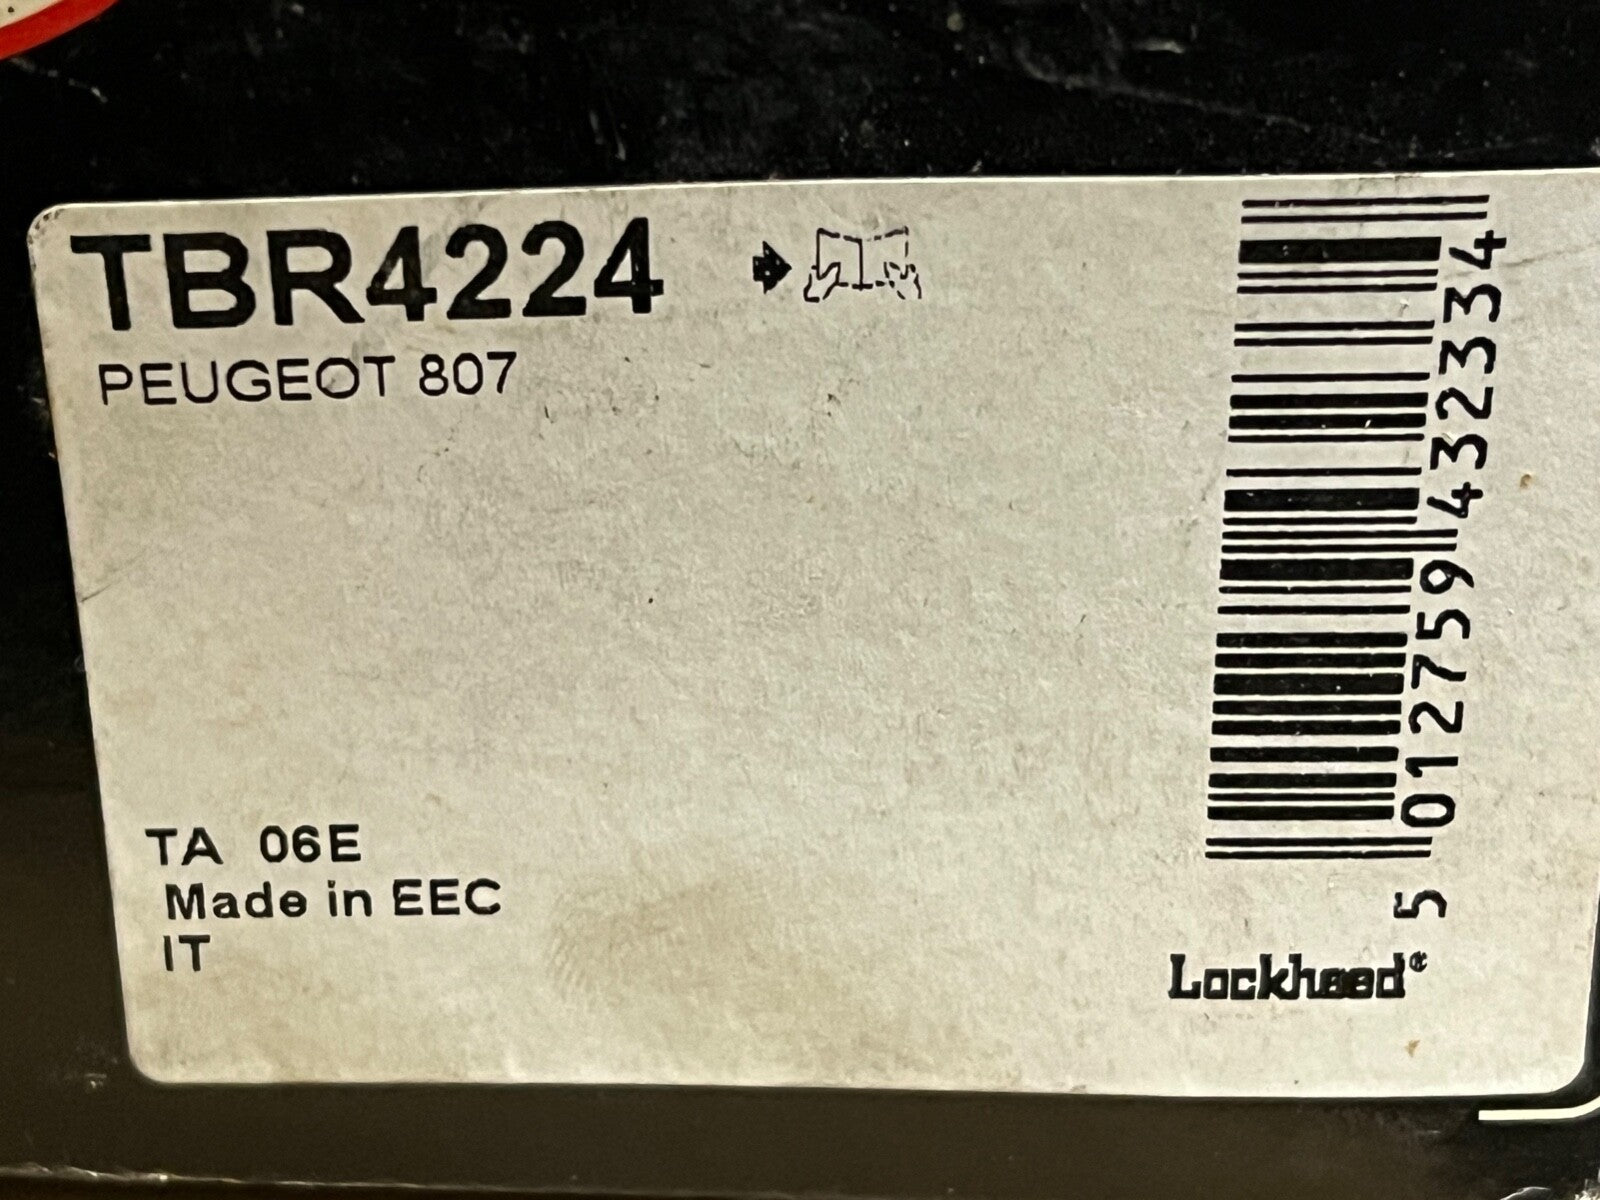 TBR4224
PEUGEOT 807
TA 06E
Made in EEC
IT
5 012759 432334
Lockheed®